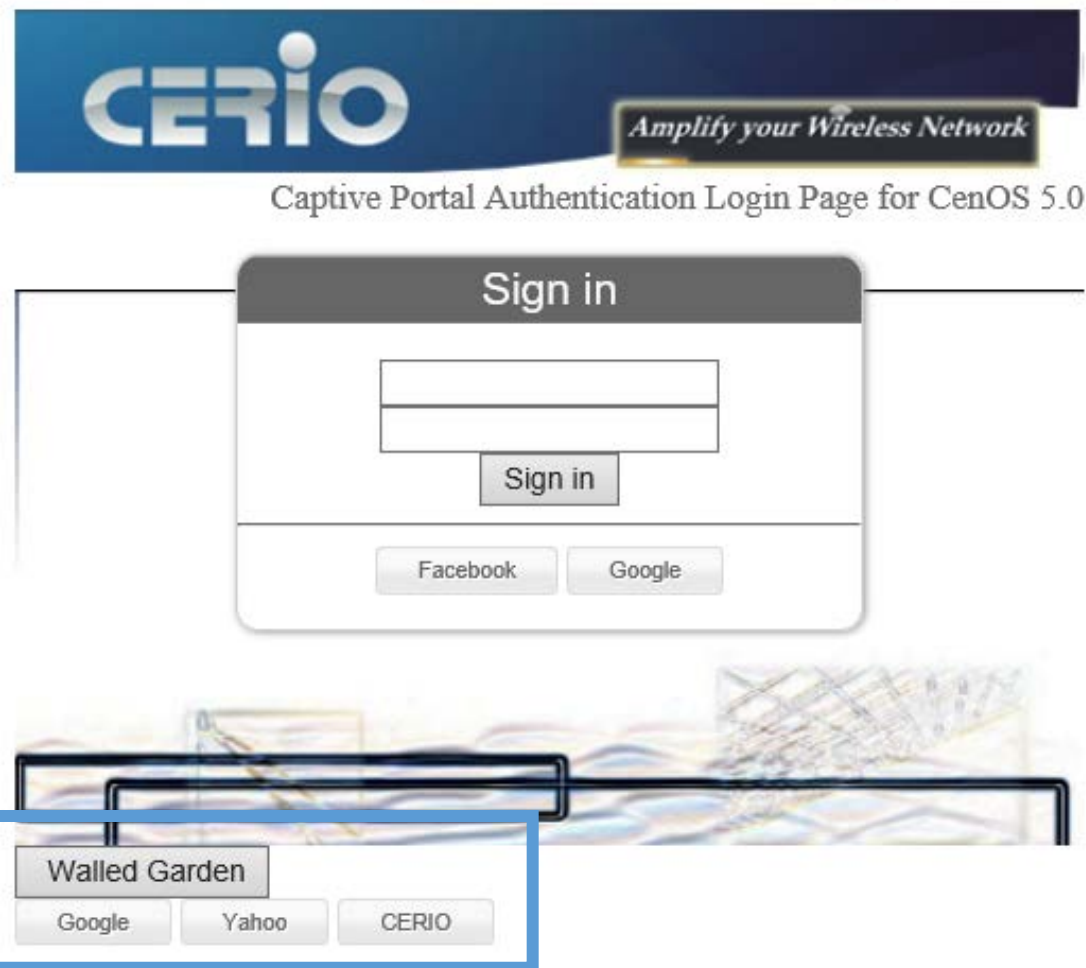 CERIO
Amplify your Wireless Network
Captive Portal Authentication Login Page for CenOS 5.0
Sign in
Sign in
Facebook Google
Walled Garden
Google Yahoo CERIO